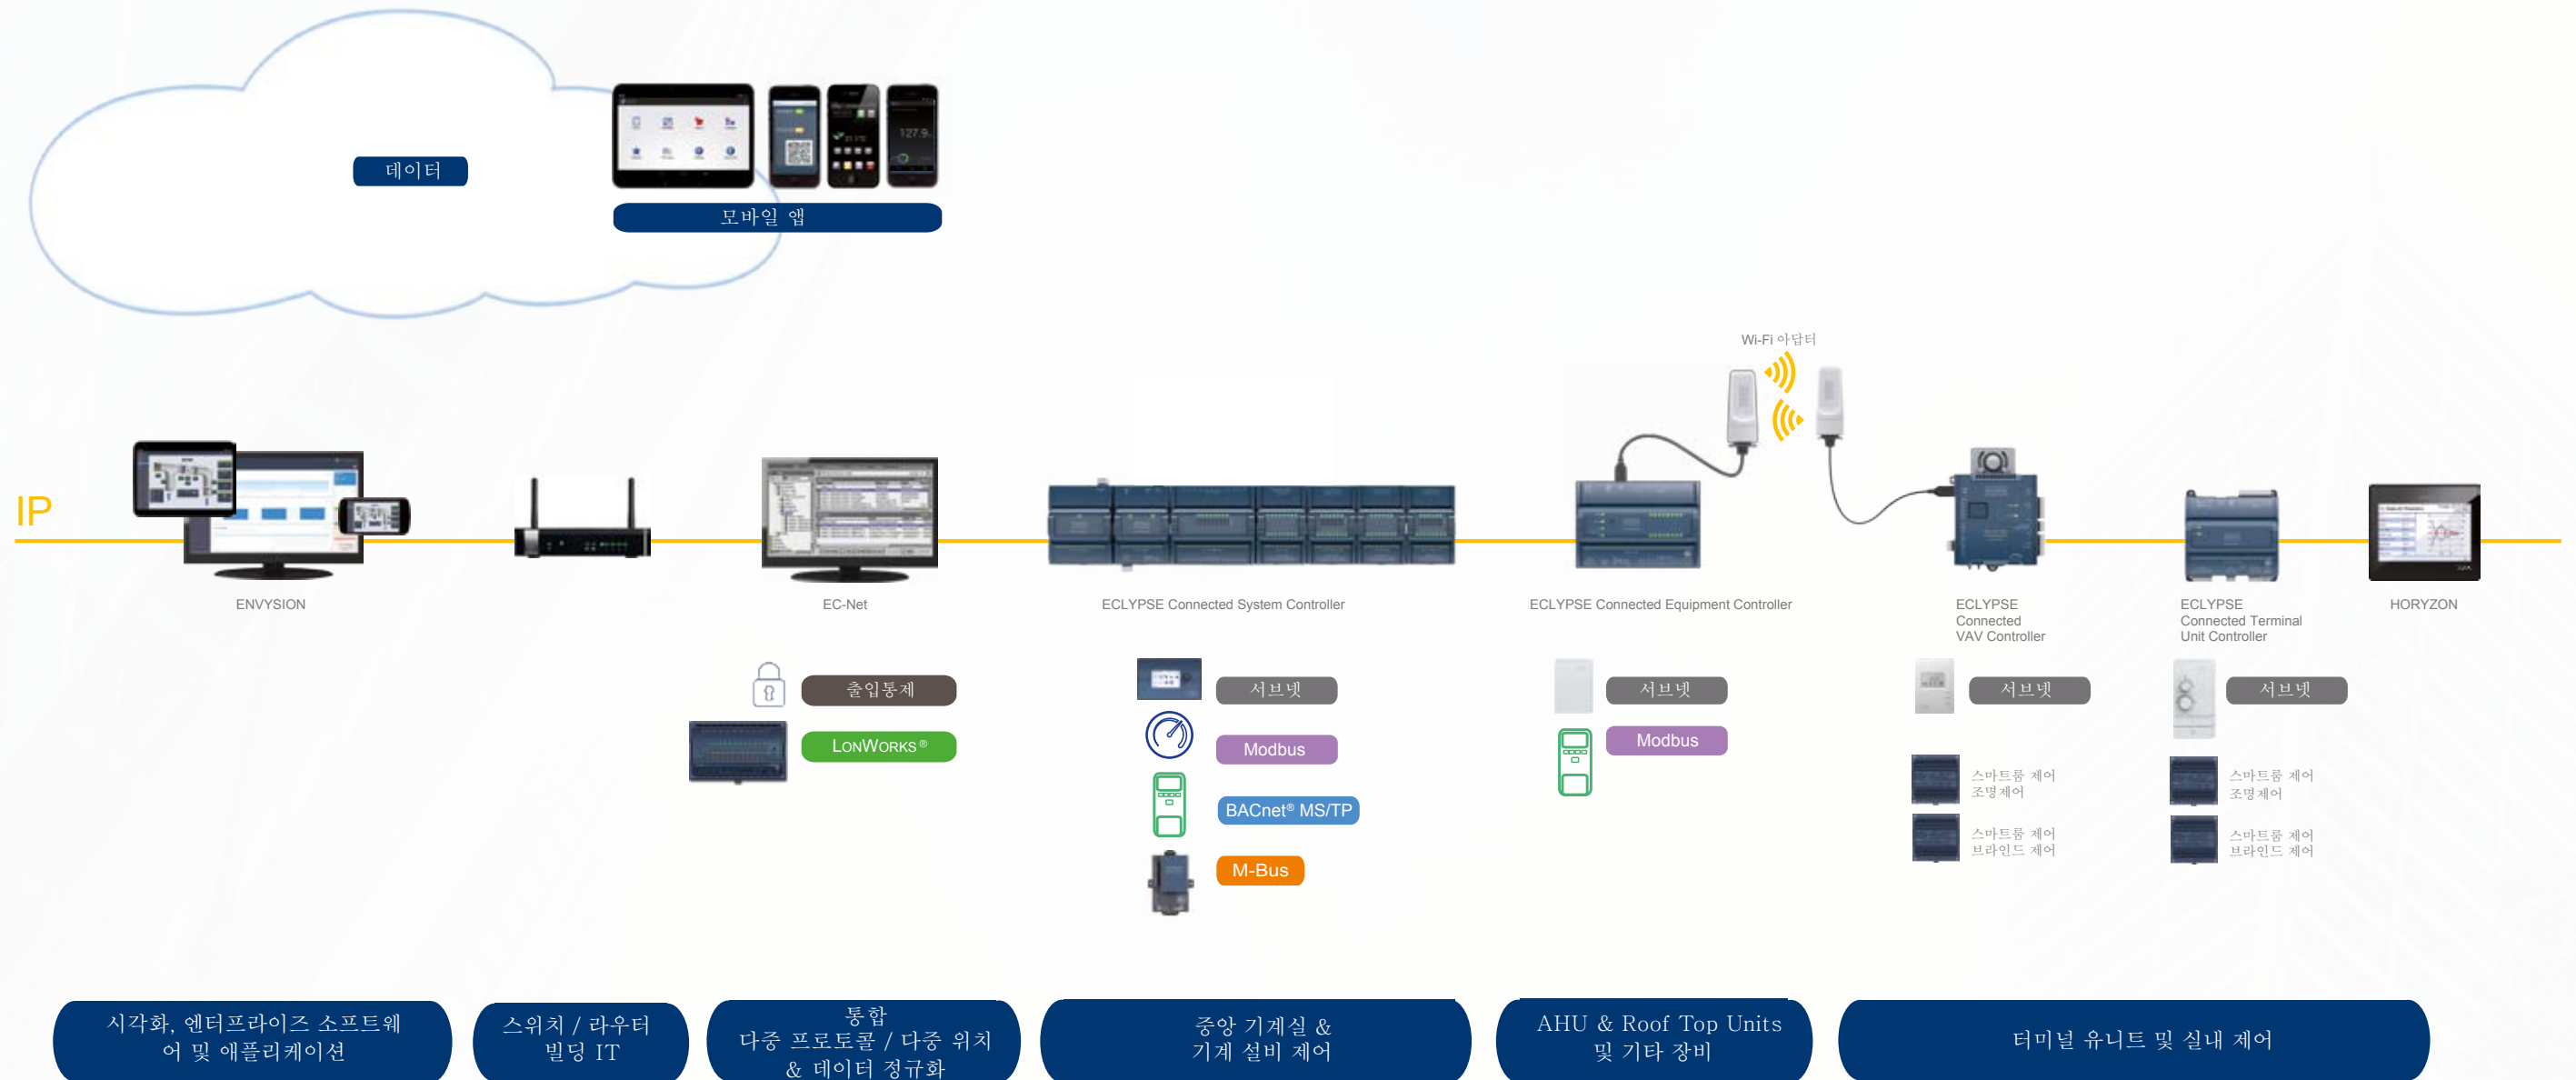 데이터
127.9
모바일 앱
Wi-Fi 아답터
IP
ENVYSION
EC-Net
ECLYPSE Connected System Controller
ECLYPSE Connected Equipment Controller
ECLYPSE
Connected
VAV Controller
ECLYPSE
Connected Terminal
Unit Controller
HORYZON
출입통제
LONWORKS®
서브넷
Modbus
BACnet® MS/TP
M-Bus
서브넷
Modbus
서브넷
스마트룸 제어
조명제어
스마트룸 제어
브라인드 제어
서브넷
스마트룸 제어
조명제어
스마트룸 제어
브라인드 제어
시각화, 엔터프라이즈 소프트웨
어 및 애플리케이션
스위치 / 라우터
빌딩 IT
통합
다중 프로토콜 / 다중 위치
& 데이터 정규화
중앙 기계실 &
기계 설비 제어
AHU & Roof Top Units
및 기타 장비
터미널 유니트 및 실내 제어